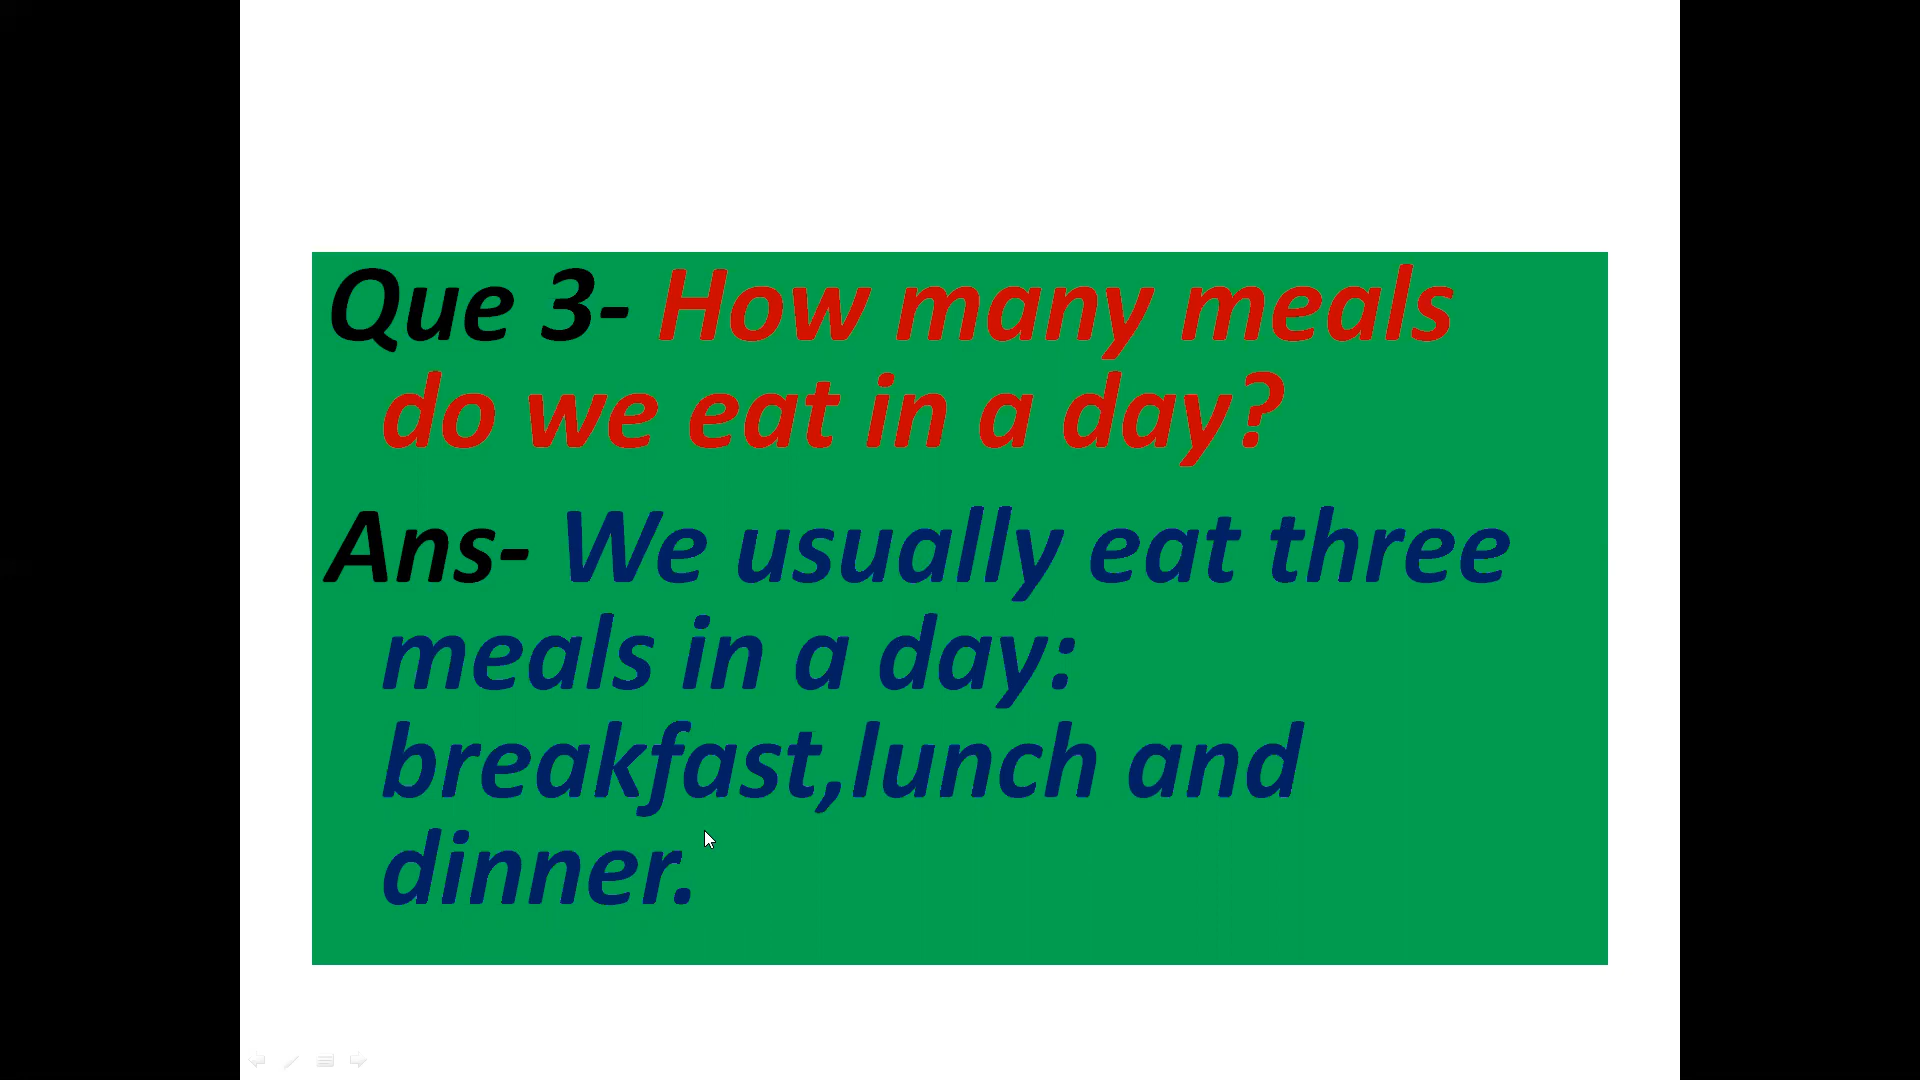 Que 3- How many meals
do we eat in a day?
Ans- We usually eat three
meals in a day:
breakfast,lunch and
dinner.